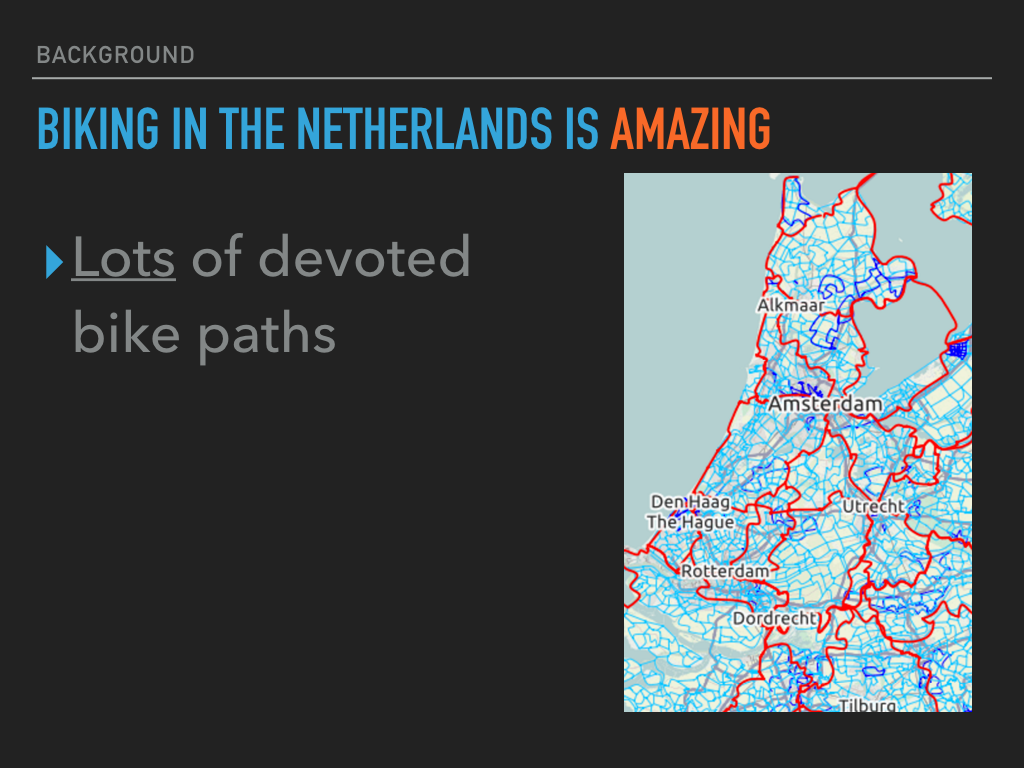 BACKGROUND
BIKING IN THE NETHERLANDS IS AMAZING
Lots of devoted
bike paths
Alkmaar
Amsterdam
Den Haag
The Hague
Utrecht
Rotterdam
Dordrecht
Tilburg